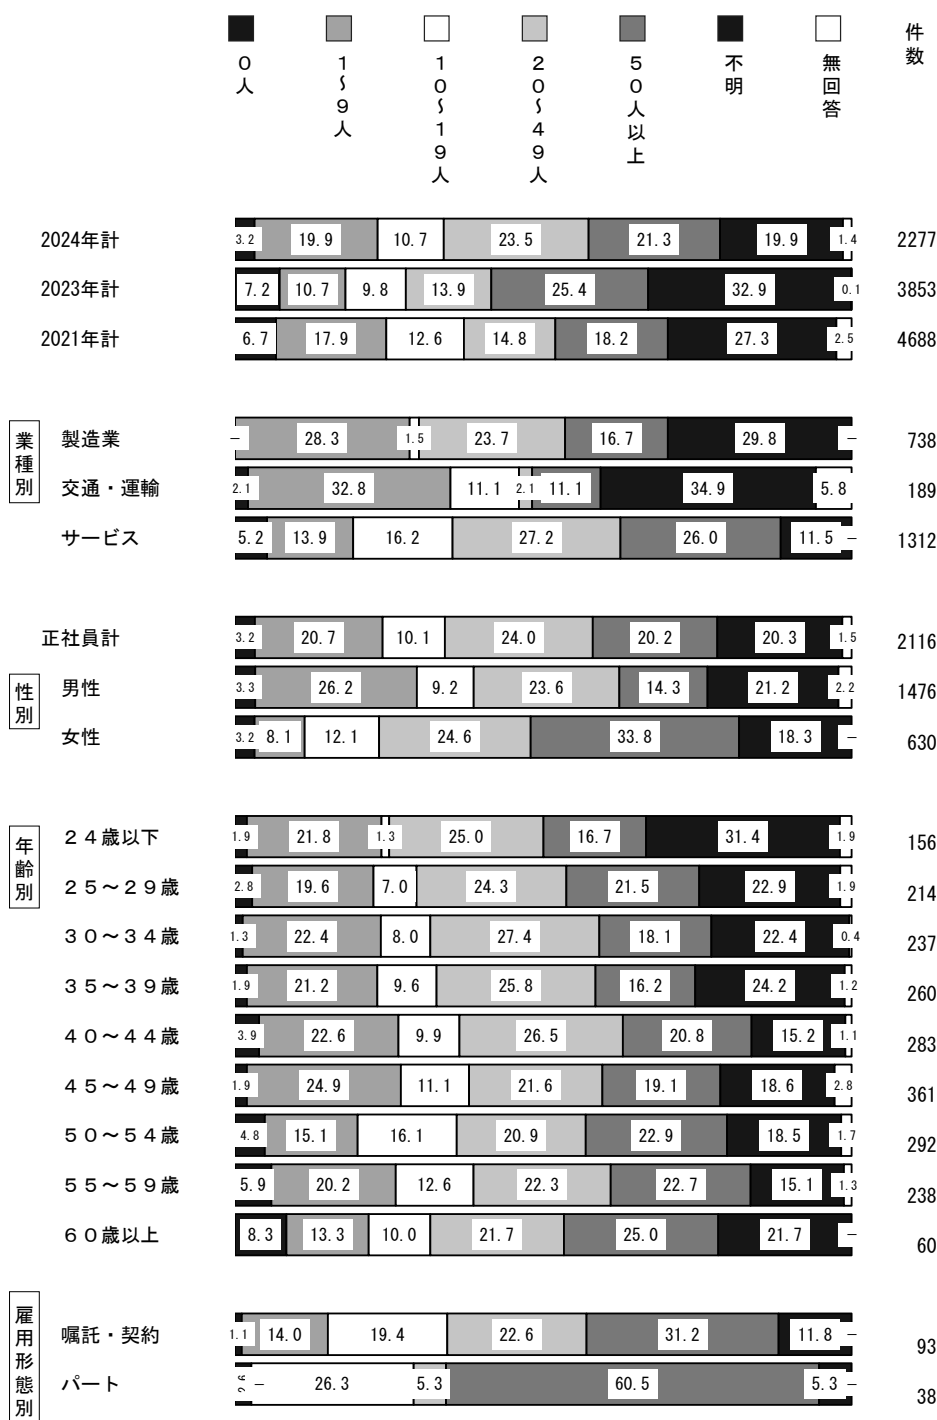 0人
1～9人
10～19人
20～49人
50人以上
不明
無回答
件数
2024年計 3.2 19.9 10.7 23.5 21.3 19.9 1.4 2277
2023年計 7.2 10.7 9.8 13.9 25.4 32.9 0.1 3853
2021年計 6.7 17.9 12.6 14.8 18.2 27.3 2.5 4688
業種別
製造業 － 28.3 1.5 23.7 16.7 29.8 － 738
交通・運輸 2.1 32.8 11.1 2.1 11.1 34.9 5.8 189
サービス 5.2 13.9 16.2 27.2 26.0 11.5 － 1312
正社員計 3.2 20.7 10.1 24.0 20.2 20.3 1.5 2116
性別
男性 3.3 26.2 9.2 23.6 14.3 21.2 2.2 1476
女性 3.2 8.1 12.1 24.6 33.8 18.3 － 630
年齢別
２４歳以下 1.9 21.8 1.3 25.0 16.7 31.4 1.9 156
２５～２９歳 2.8 19.6 7.0 24.3 21.5 22.9 1.9 214
３０～３４歳 1.3 22.4 8.0 27.4 18.1 22.4 0.4 237
３５～３９歳 1.9 21.2 9.6 25.8 16.2 24.2 1.2 260
４０～４４歳 3.9 22.6 9.9 26.5 20.8 15.2 1.1 283
４５～４９歳 1.9 24.9 11.1 21.6 19.1 18.6 2.8 361
５０～５４歳 4.8 15.1 16.1 20.9 22.9 18.5 1.7 292
５５～５９歳 5.9 20.2 12.6 22.3 22.7 15.1 1.3 238
６０歳以上 8.3 13.3 10.0 21.7 25.0 21.7 － 60
雇用形態別
嘱託・契約 1.1 14.0 19.4 22.6 31.2 11.8 － 93
パート 2.6 － 26.3 5.3 60.5 5.3 － 38